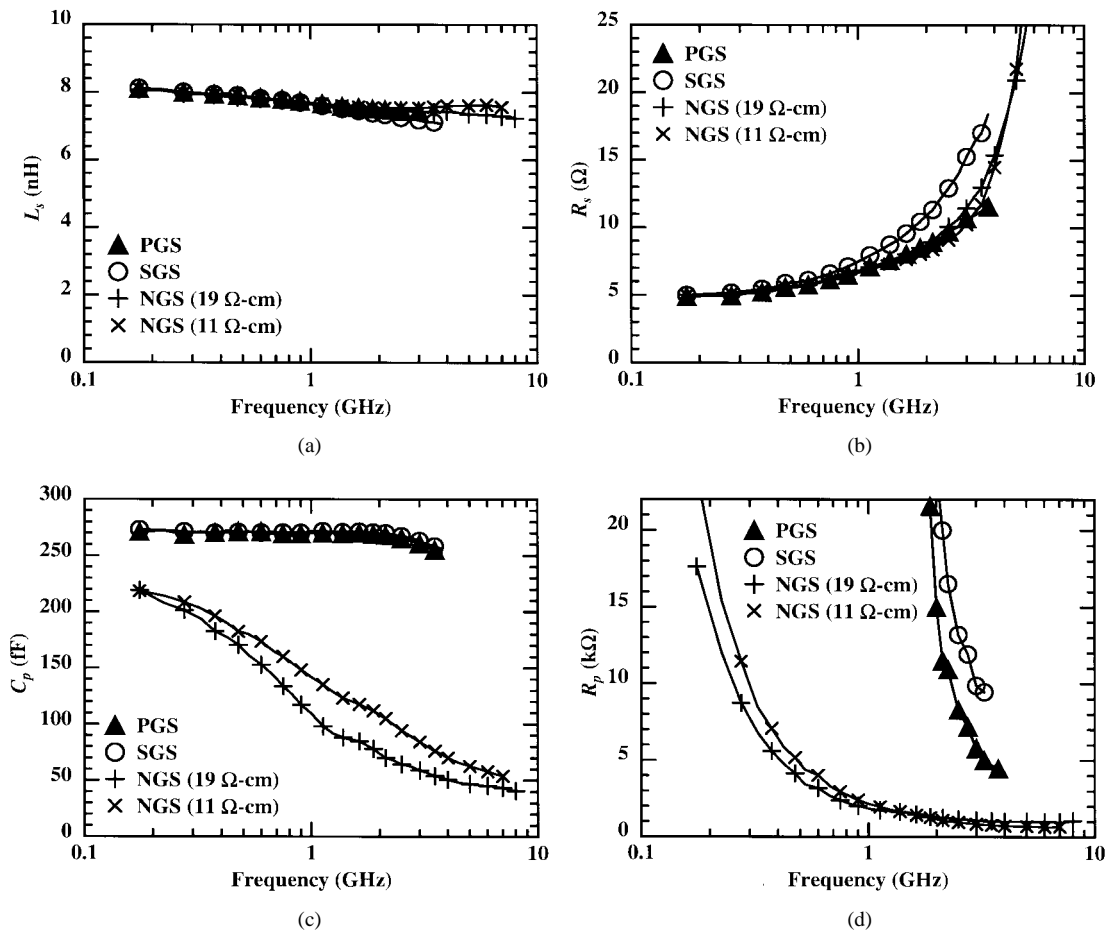 10
8
6
4
2
0
L_s (nH)
PGS
SGS
NGS (19 Ω-cm)
NGS (11 Ω-cm)
0.1
1
10
Frequency (GHz)
(a)
25
20
15
10
5
0
R_s (Ω)
PGS
SGS
NGS (19 Ω-cm)
NGS (11 Ω-cm)
0.1
1
10
Frequency (GHz)
(b)
300
250
200
150
100
50
0
C_p (fF)
PGS
SGS
NGS (19 Ω-cm)
NGS (11 Ω-cm)
0.1
1
10
Frequency (GHz)
(c)
20
15
10
5
0
R_p (kΩ)
PGS
SGS
NGS (19 Ω-cm)
NGS (11 Ω-cm)
0.1
1
10
Frequency (GHz)
(d)